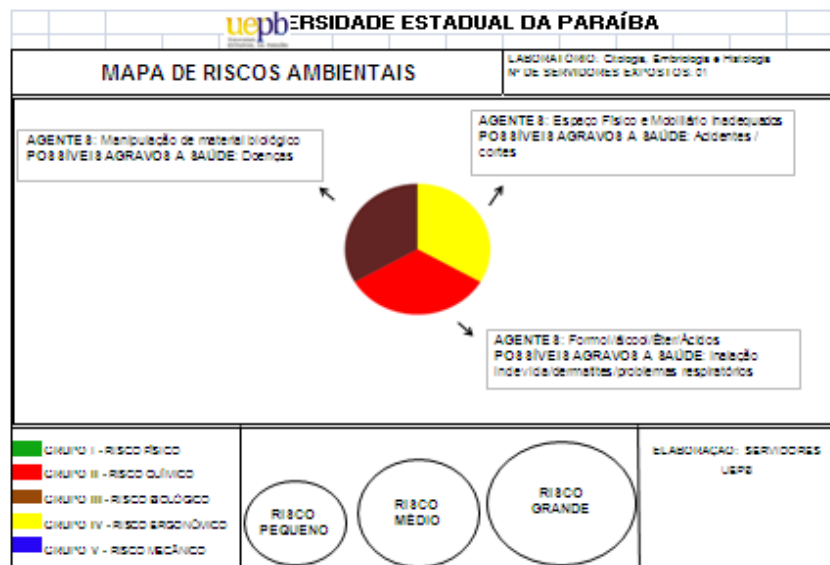 uepb ERSIDADE ESTADUAL DA PARAÍBA
MAPA DE RISCOS AMBIENTAIS
LABORATÓRIO: Citologia, Embriologia e Histologia
Nº DE SERVIDORES EXPOSTOS: 01
AGENTES: Manipulação de material biológico
POSSÍVEIS AGRAVOS A SAÚDE: Doenças
AGENTES: Espaço Físico e Mobiliário Inadequados
POSSÍVEIS AGRAVOS A SAÚDE: Acidentes /
cortes
AGENTES: Formol/álcool/Éter/Ácidos
POSSÍVEIS AGRAVOS A SAÚDE: Inalação
indevida/dermatites/problemas respiratórios
GRUPO I - RISCO FÍSICO
GRUPO II - RISCO QUÍMICO
GRUPO III - RISCO BIOLÓGICO
GRUPO IV - RISCO ERGONÔMICO
GRUPO V - RISCO MECÂNICO
RISCO
PEQUENO
RISCO
MÉDIO
RISCO
GRANDE
ELABORAÇÃO: SERVIDORES
UEPB